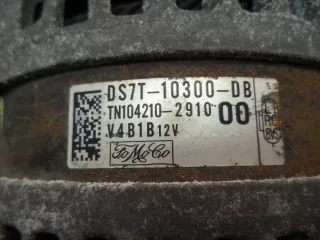 DS7T-10300-DB
TN104210-2910 00
V4B1B12V
FoMoCo